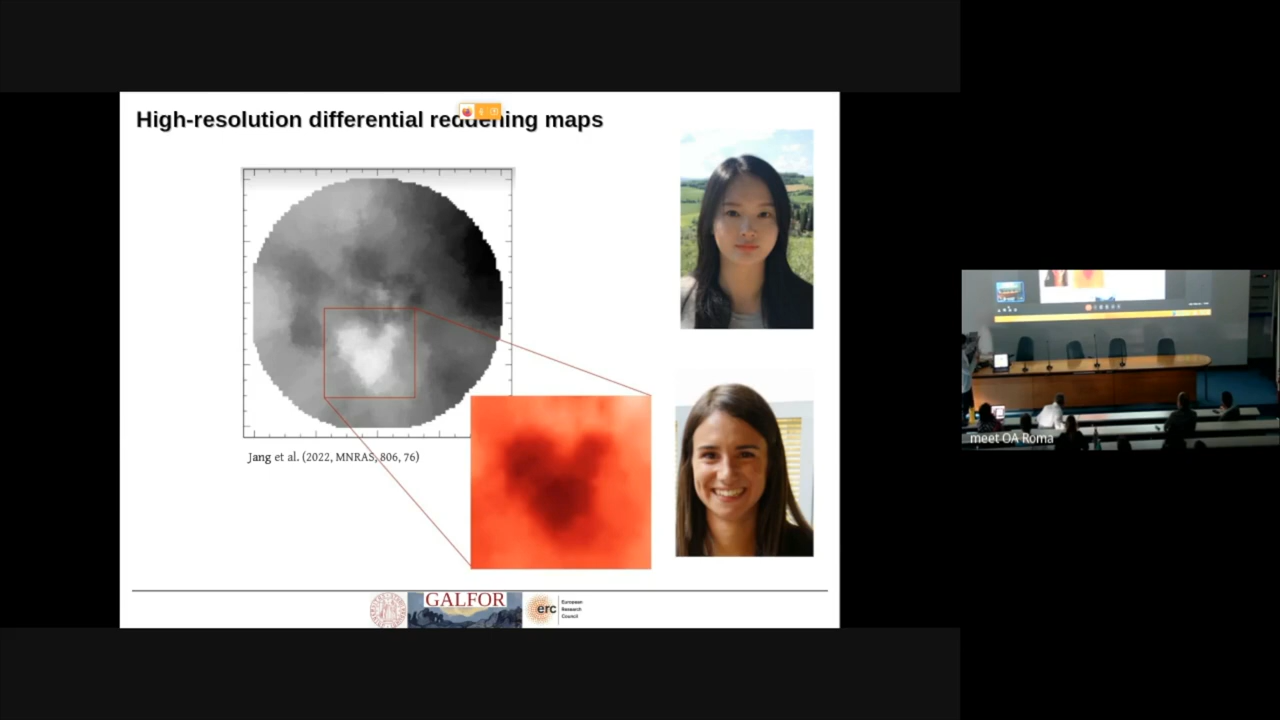 High-resolution differential reddening maps
Jang et al. (2022, MNRAS, 806, 76)
GALFOR
erc
European
Research
Council
meet OA Roma